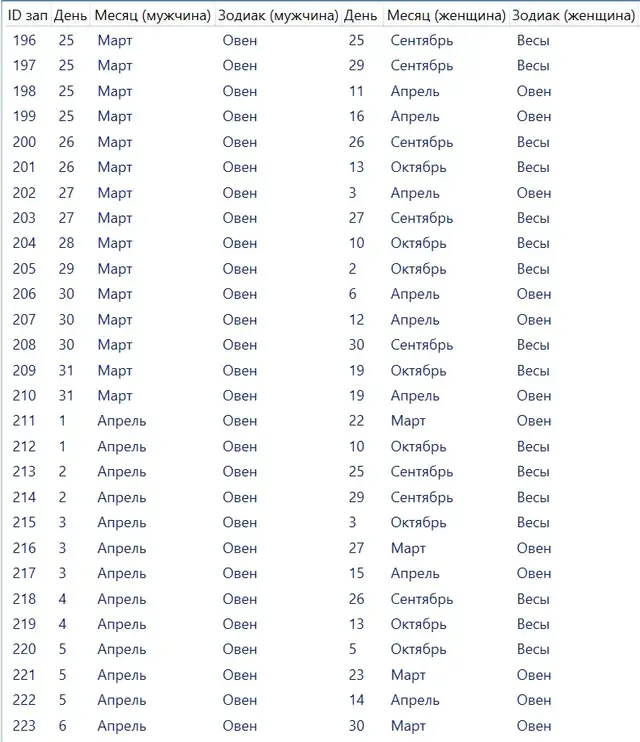 ID зап День Месяц (мужчина) Зодиак (мужчина) День Месяц (женщина) Зодиак (женщина)
196 25 Март Овен 25 Сентябрь Весы
197 25 Март Овен 29 Сентябрь Весы
198 25 Март Овен 11 Апрель Овен
199 25 Март Овен 16 Апрель Овен
200 26 Март Овен 26 Сентябрь Весы
201 26 Март Овен 13 Октябрь Весы
202 27 Март Овен 3 Апрель Овен
203 27 Март Овен 27 Сентябрь Весы
204 28 Март Овен 10 Октябрь Весы
205 29 Март Овен 2 Октябрь Весы
206 30 Март Овен 6 Апрель Овен
207 30 Март Овен 12 Апрель Овен
208 30 Март Овен 30 Сентябрь Весы
209 31 Март Овен 19 Октябрь Весы
210 31 Март Овен 19 Апрель Овен
211 1 Апрель Овен 22 Март Овен
212 1 Апрель Овен 10 Октябрь Весы
213 2 Апрель Овен 25 Сентябрь Весы
214 2 Апрель Овен 29 Сентябрь Весы
215 3 Апрель Овен 3 Октябрь Весы
216 3 Апрель Овен 27 Март Овен
217 3 Апрель Овен 15 Апрель Овен
218 4 Апрель Овен 26 Сентябрь Весы
219 4 Апрель Овен 13 Октябрь Весы
220 5 Апрель Овен 5 Октябрь Весы
221 5 Апрель Овен 23 Март Овен
222 5 Апрель Овен 14 Апрель Овен
223 6 Апрель Овен 30 Март Овен